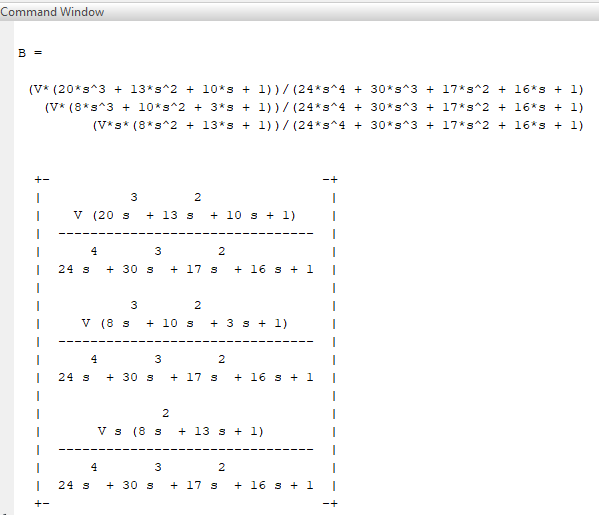 Command Window
B =
(V*(20*s^3 + 13*s^2 + 10*s + 1))/(24*s^4 + 30*s^3 + 17*s^2 + 16*s + 1)
(V*(8*s^3 + 10*s^2 + 3*s + 1))/(24*s^4 + 30*s^3 + 17*s^2 + 16*s + 1)
(V*s*(8*s^2 + 13*s + 1))/(24*s^4 + 30*s^3 + 17*s^2 + 16*s + 1)
+-                                   -+
|           3       2                 |
|    V (20 s  + 13 s  + 10 s + 1)     |
|  --------------------------------   |
|      4       3       2              |
|  24 s  + 30 s  + 17 s  + 16 s + 1   |
|                                     |
|           3       2                 |
|     V (8 s  + 10 s  + 3 s + 1)      |
|  --------------------------------   |
|      4       3       2              |
|  24 s  + 30 s  + 17 s  + 16 s + 1   |
|                                     |
|               2                     |
|       V s (8 s  + 13 s + 1)         |
|  --------------------------------   |
|      4       3       2              |
|  24 s  + 30 s  + 17 s  + 16 s + 1   |
+-                                   -+